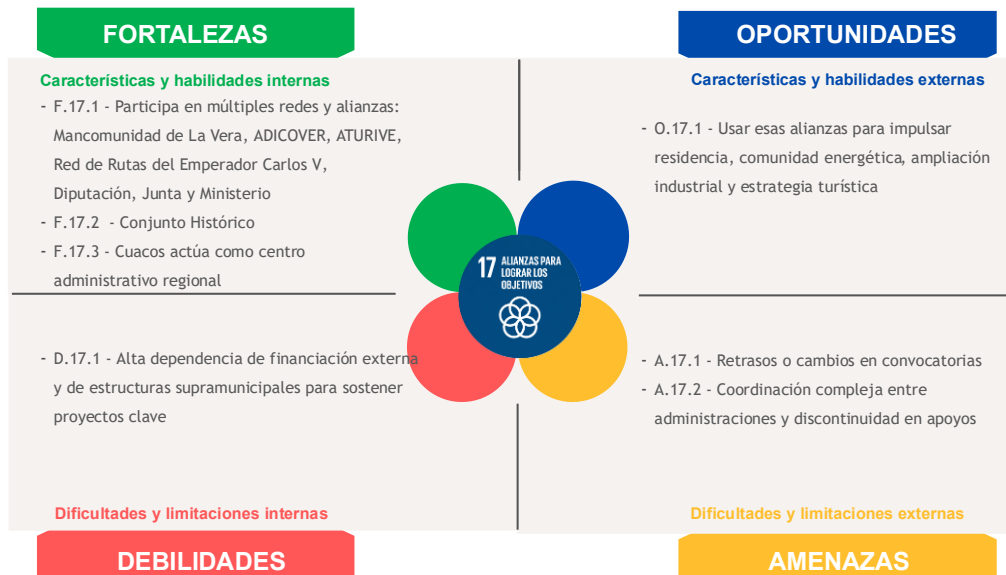 FORTALEZAS
Características y habilidades internas
- F.17.1 - Participa en múltiples redes y alianzas:
Mancomunidad de La Vera, ADICOVER, ATURIVE,
Red de Rutas del Emperador Carlos V,
Diputación, Junta y Ministerio
- F.17.2 - Conjunto Histórico
- F.17.3 - Cuacos actúa como centro
administrativo regional
OPORTUNIDADES
Características y habilidades externas
- O.17.1 - Usar esas alianzas para impulsar
residencia, comunidad energética, ampliación
industrial y estrategia turística
17 ALIANZAS PARA
LOGRAR LOS
OBJETIVOS
- D.17.1 - Alta dependencia de financiación externa
y de estructuras supramunicipales para sostener
proyectos clave
Dificultades y limitaciones internas
DEBILIDADES
- A.17.1 - Retrasos o cambios en convocatorias
- A.17.2 - Coordinación compleja entre
administraciones y discontinuidad en apoyos
Dificultades y limitaciones externas
AMENAZAS